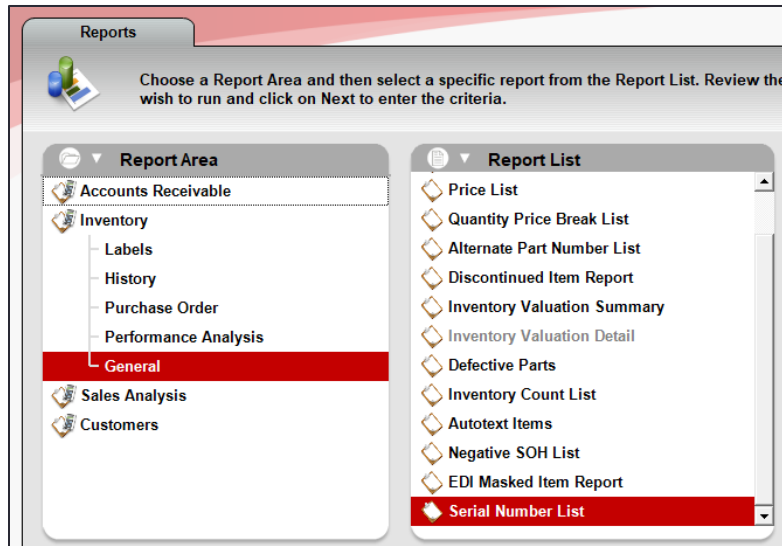 Reports
Choose a Report Area and then select a specific report from the Report List. Review the
wish to run and click on Next to enter the criteria.
Report Area
Accounts Receivable
Inventory
Labels
History
Purchase Order
Performance Analysis
General
Sales Analysis
Customers
Report List
Price List
Quantity Price Break List
Alternate Part Number List
Discontinued Item Report
Inventory Valuation Summary
Inventory Valuation Detail
Defective Parts
Inventory Count List
Autotext Items
Negative SOH List
EDI Masked Item Report
Serial Number List